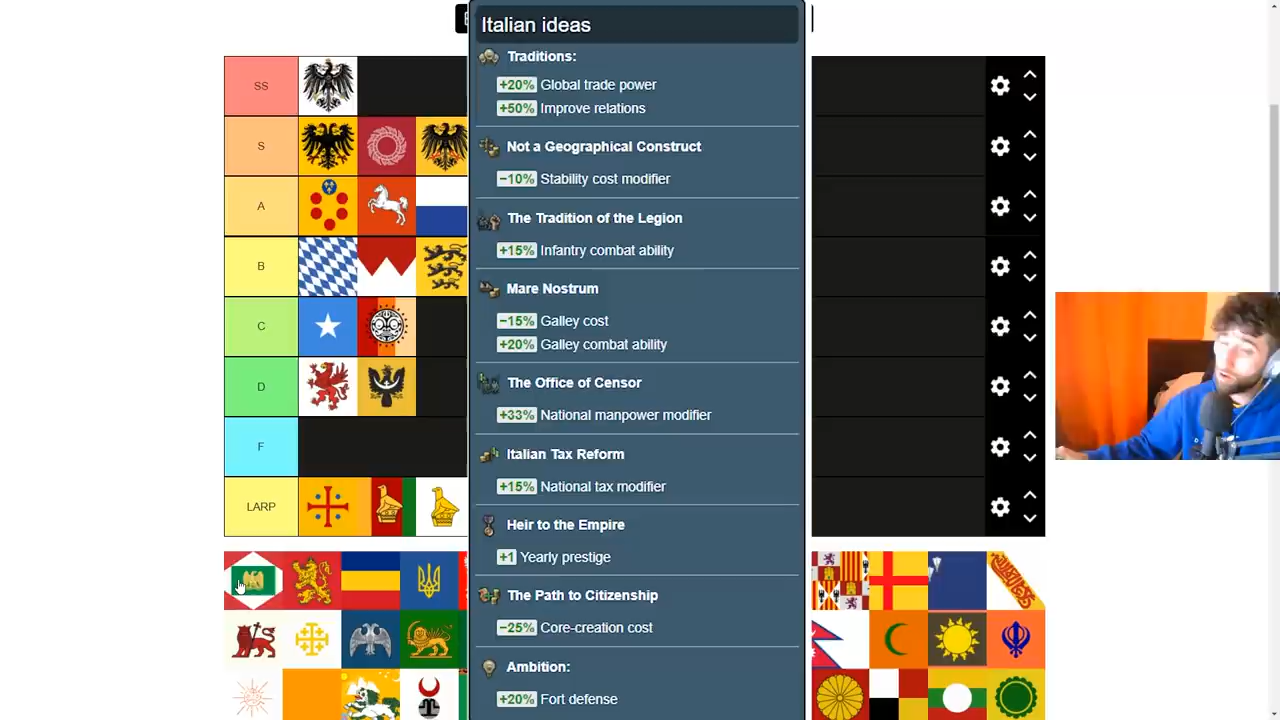 Italian ideas
Traditions:
+20% Global trade power
+50% Improve relations
Not a Geographical Construct
−10% Stability cost modifier
The Tradition of the Legion
+15% Infantry combat ability
Mare Nostrum
−15% Galley cost
+20% Galley combat ability
The Office of Censor
+33% National manpower modifier
Italian Tax Reform
+15% National tax modifier
Heir to the Empire
+1 Yearly prestige
The Path to Citizenship
−25% Core-creation cost
Ambition:
+20% Fort defense
SS
S
A
B
C
D
F
LARP